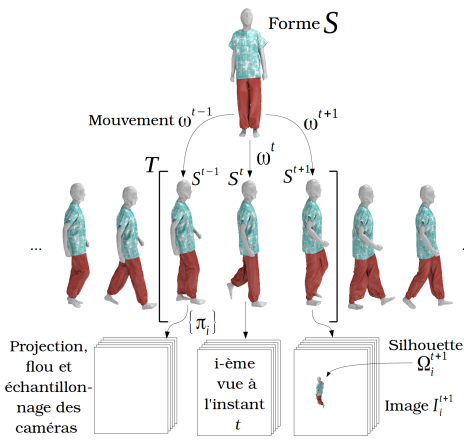 Forme S
Mouvement ω^{t-1}
ω^{t+1}
ω^{t}
T
S^{t-1}
S^{t}
S^{t+1}
...
{π_i}
Projection,
flou et
échantillon-
nage des
caméras
i-ème
vue à
l'instant
t
Silhouette
Ω_i^{t+1}
Image I_i^{t+1}